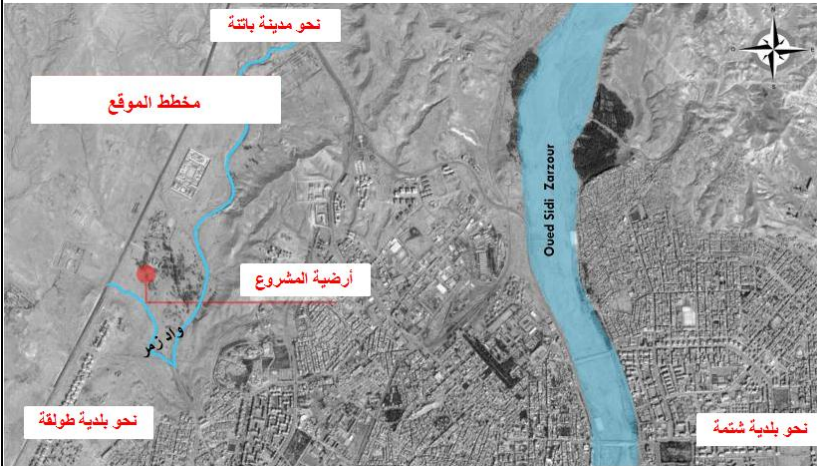 نحو مدينة باتنة
مخطط الموقع
Oued Sidi Zarzour
أرضية المشروع
واد زمر
نحو بلدية طولقة
نحو بلدية شتمة
N
S